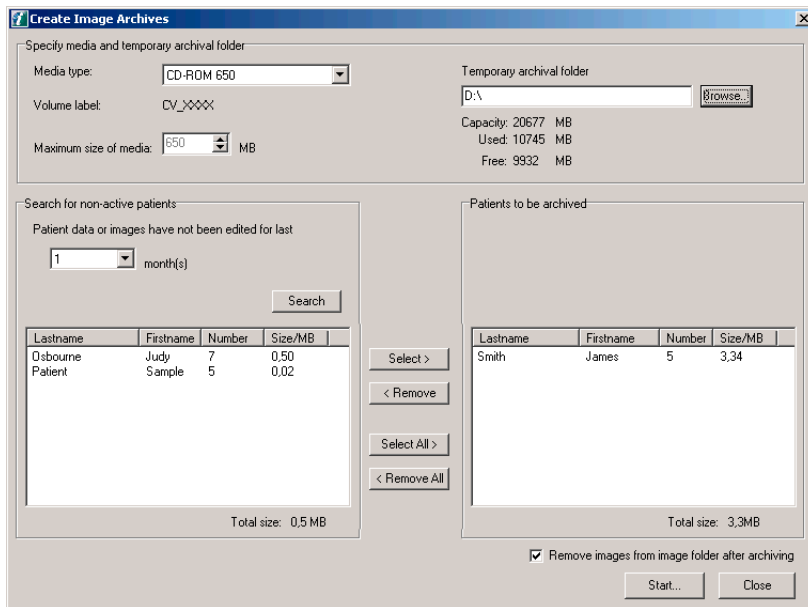 Create Image Archives
Specify media and temporary archival folder
Media type: CD-ROM 650
Volume label: CV_XXXX
Maximum size of media: 650 MB
Temporary archival folder
D:\ Browse...
Capacity: 20677 MB
Used: 10745 MB
Free: 9932 MB
Search for non-active patients
Patient data or images have not been edited for last
1 month(s)
Search
Lastname Firstname Number Size/MB
Osbourne Judy 7 0,50
Patient Sample 5 0,02
Total size: 0,5 MB
Select >
< Remove
Select All >
< Remove All
Patients to be archived
Lastname Firstname Number Size/MB
Smith James 5 3,34
Total size: 3,3MB
Remove images from image folder after archiving
Start... Close